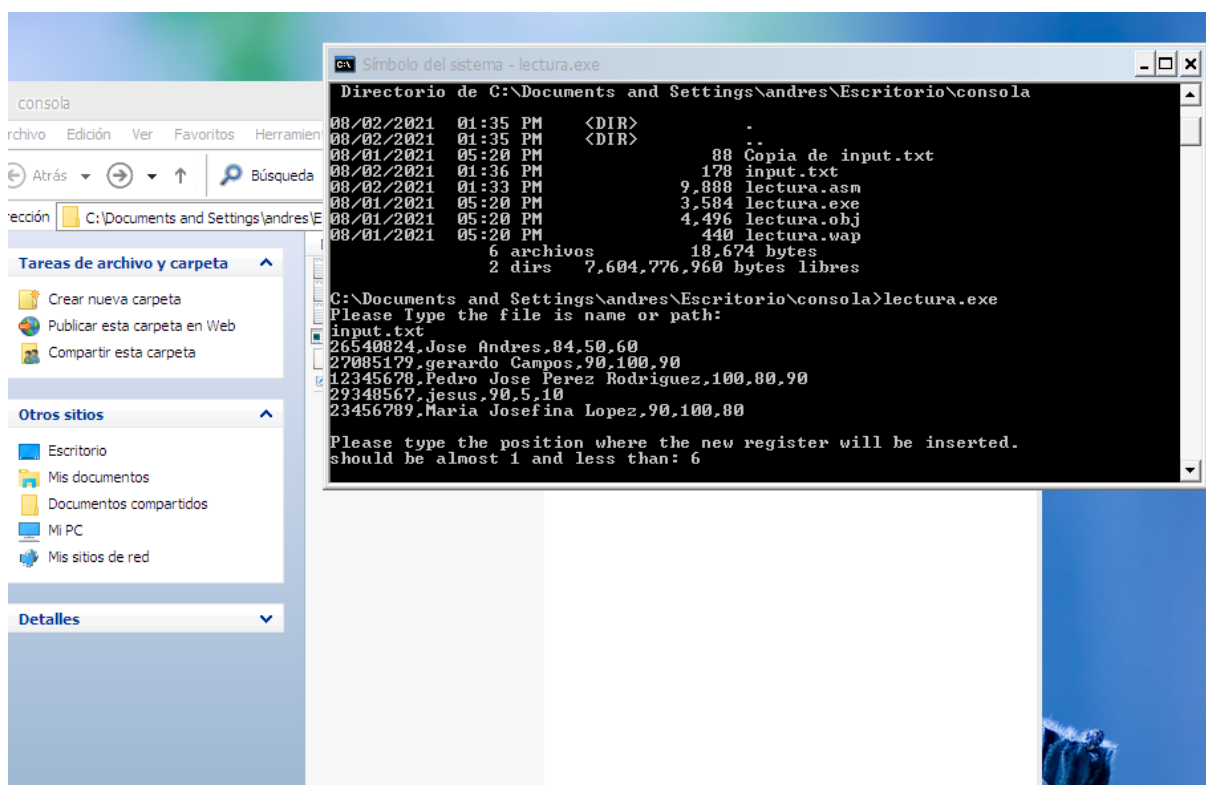 consola
rchivo Edición Ver Favoritos Herramien
Atrás Búsqueda
rección C:\Documents and Settings\andres\E
Tareas de archivo y carpeta
Crear nueva carpeta
Publicar esta carpeta en Web
Compartir esta carpeta
Otros sitios
Escritorio
Mis documentos
Documentos compartidos
Mi PC
Mis sitios de red
Detalles
Símbolo del sistema - lectura.exe
Directorio de C:\Documents and Settings\andres\Escritorio\consola
08/02/2021 01:35 PM <DIR> .
08/02/2021 01:35 PM <DIR> ..
08/01/2021 05:20 PM 88 Copia de input.txt
08/02/2021 01:36 PM 178 input.txt
08/02/2021 01:33 PM 9,888 lectura.asm
08/01/2021 05:20 PM 3,584 lectura.exe
08/01/2021 05:20 PM 4,496 lectura.obj
08/01/2021 05:20 PM 440 lectura.wap
6 archivos 18,674 bytes
2 dirs 7,604,776,960 bytes libres
C:\Documents and Settings\andres\Escritorio\consola>lectura.exe
Please Type the file is name or path:
input.txt
26540824,Jose Andres,84,50,60
27085179,gerardo Campos,90,100,90
12345678,Pedro Jose Perez Rodriguez,100,80,90
29348567,jesus,90,5,10
23456789,Maria Josefina Lopez,90,100,80
Please type the position where the new register will be inserted.
should be almost 1 and less than: 6